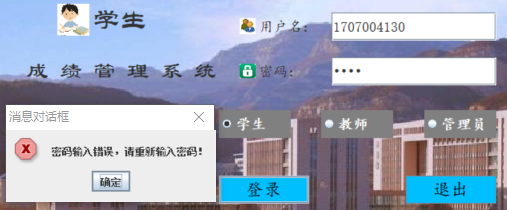 学生
成绩管理系统
用户名：
1707004130
密码：
••••
学生
教师
管理员
登录
退出
消息对话框
密码输入错误，请重新输入密码！
确定